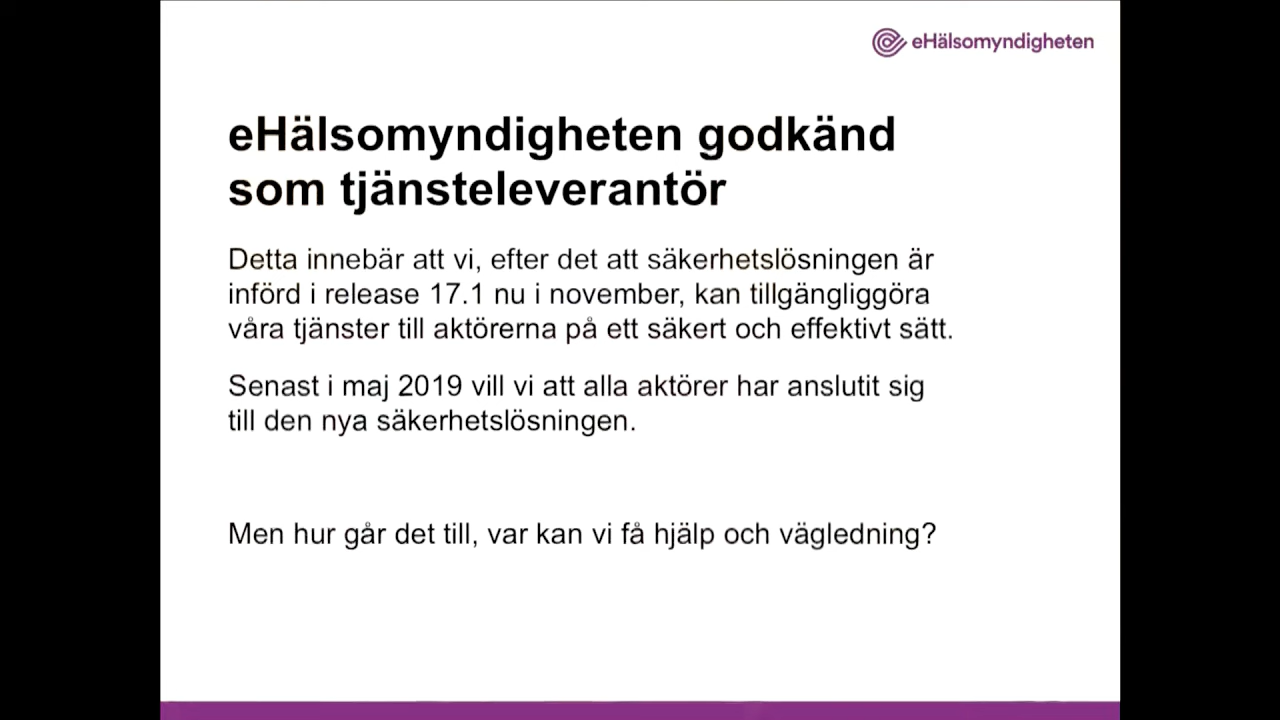 eHälsomyndigheten
eHälsomyndigheten godkänd
som tjänsteleverantör
Detta innebär att vi, efter det att säkerhetslösningen är
införd i release 17.1 nu i november, kan tillgängliggöra
våra tjänster till aktörerna på ett säkert och effektivt sätt.
Senast i maj 2019 vill vi att alla aktörer har anslutit sig
till den nya säkerhetslösningen.
Men hur går det till, var kan vi få hjälp och vägledning?